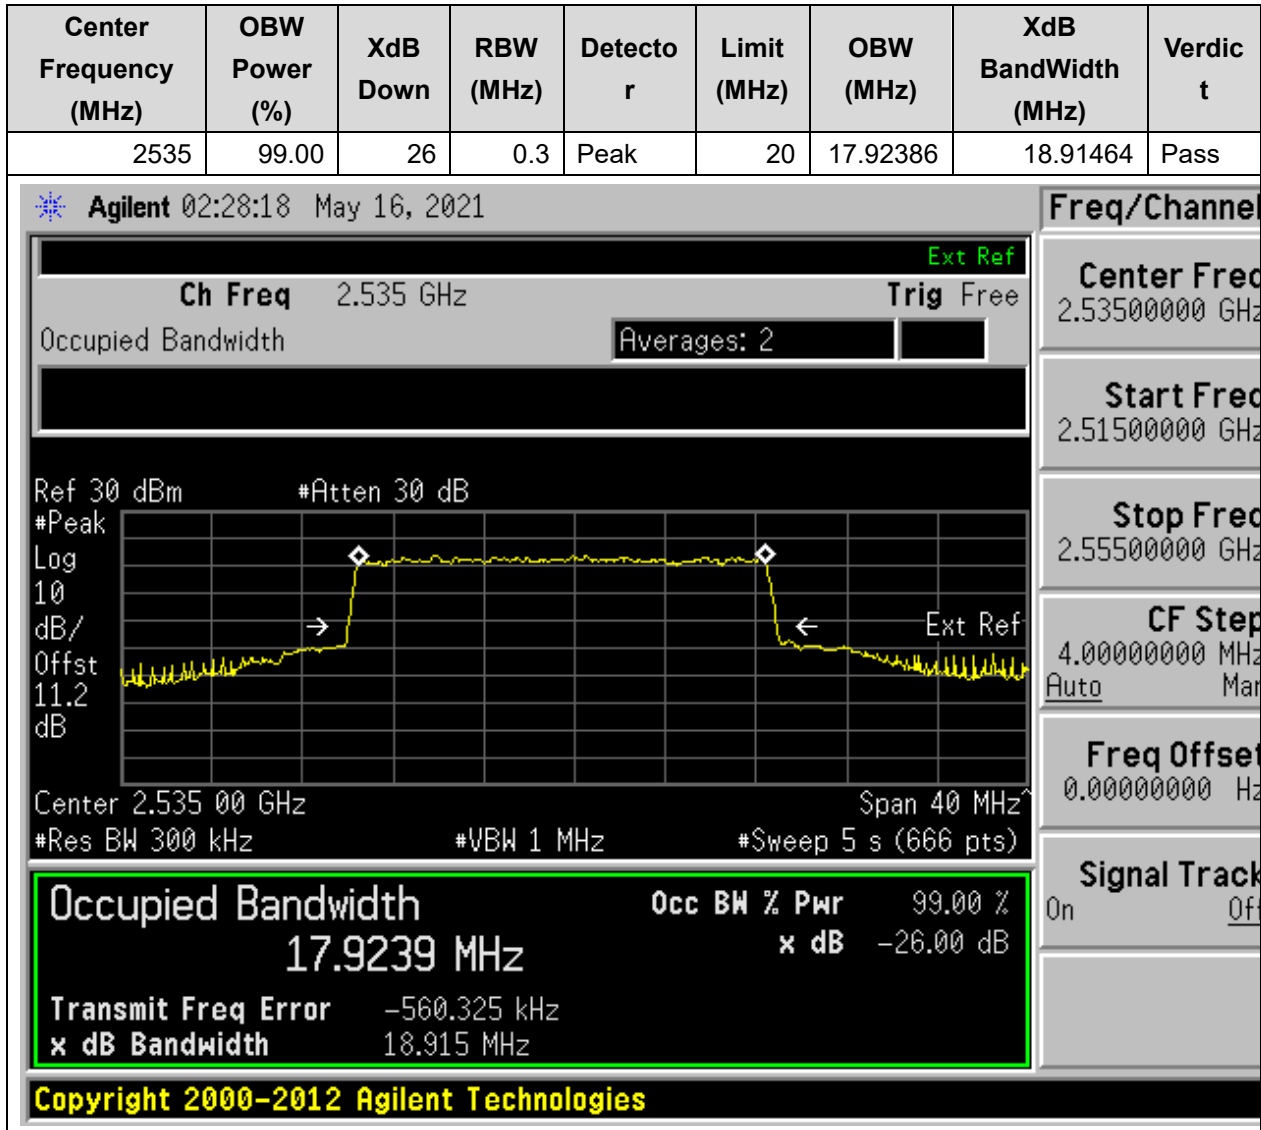 Center Frequency (MHz) OBW Power (%) XdB Down RBW (MHz) Detecto r Limit (MHz) OBW (MHz) XdB BandWidth (MHz) Verdic t
2535 99.00 26 0.3 Peak 20 17.92386 18.91464 Pass
Agilent 02:28:18 May 16, 2021
Freq/Channel
Ext Ref
Ch Freq 2.535 GHz Trig Free
Occupied Bandwidth Averages: 2
Center Freq
2.53500000 GHz
Start Freq
2.51500000 GHz
Stop Freq
2.55500000 GHz
CF Step
4.00000000 MHz
Auto Man
Freq Offset
0.00000000 Hz
Signal Track
On Off
Ref 30 dBm #Atten 30 dB
#Peak
Log
10
dB/
Offst
11.2
dB
Ext Ref
Center 2.535 00 GHz Span 40 MHz^
#Res BW 300 kHz #VBW 1 MHz #Sweep 5 s (666 pts)
Occupied Bandwidth
17.9239 MHz
Occ BW % Pwr 99.00 %
x dB -26.00 dB
Transmit Freq Error -560.325 kHz
x dB Bandwidth 18.915 MHz
Copyright 2000-2012 Agilent Technologies